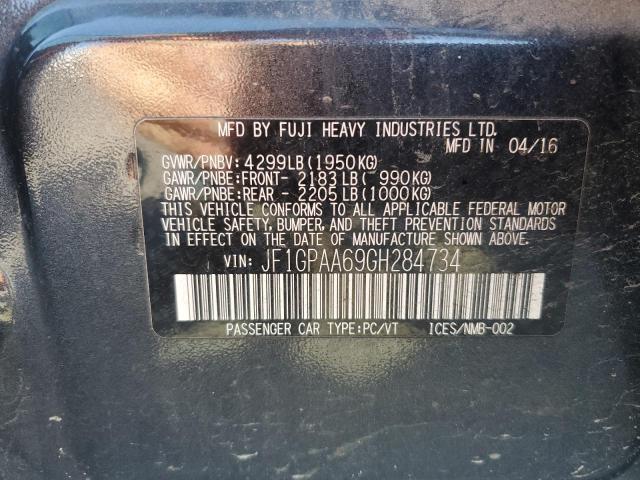 MFD BY FUJI HEAVY INDUSTRIES LTD.
MFD IN 04/16
GVWR/PNBV: 4299LB(1950KG)
GAWR/PNBE:FRONT- 2183LB( 990KG)
GAWR/PNBE:REAR - 2205LB(1000KG)
THIS VEHICLE CONFORMS TO ALL APPLICABLE FEDERAL MOTOR
VEHICLE SAFETY, BUMPER, AND THEFT PREVENTION STANDARDS
IN EFFECT ON THE DATE OF MANUFACTURE SHOWN ABOVE.
VIN: JF1GPAA69GH284734
PASSENGER CAR TYPE:PC/VT ICES/NMB-002